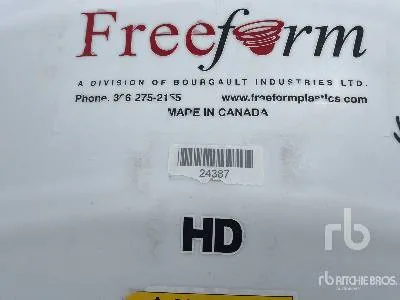 Freeform
A DIVISION OF BOURGAULT INDUSTRIES LTD.
Phone. 306 275-2155 www.freeformplastics.com
MADE IN CANADA
24387
HD
rb
rb RITCHIE BROS.